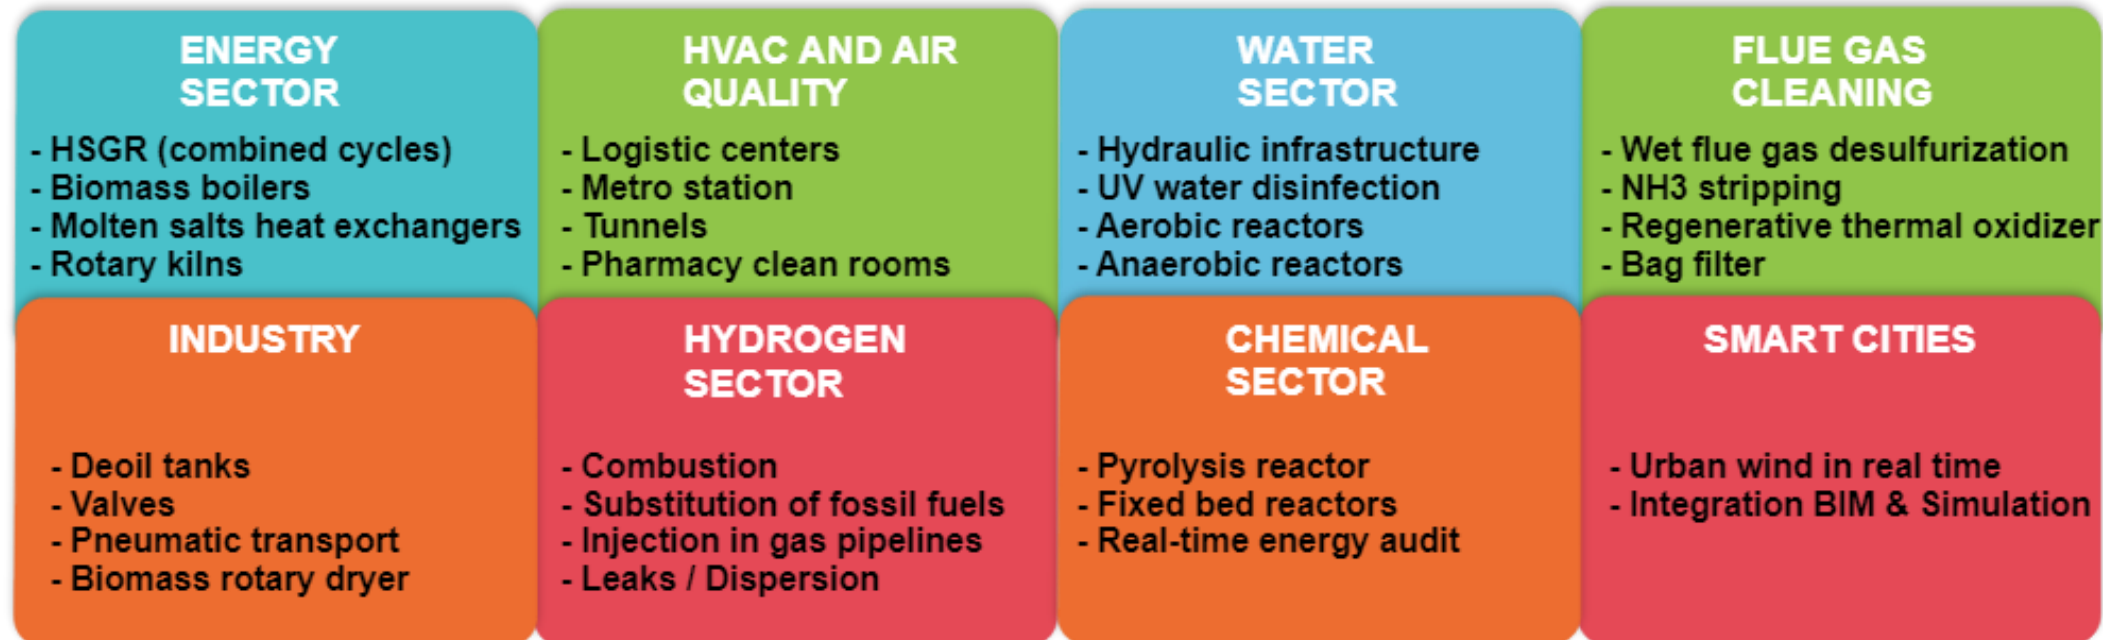 ENERGY
SECTOR
- HSGR (combined cycles)
- Biomass boilers
- Molten salts heat exchangers
- Rotary kilns
HVAC AND AIR
QUALITY
- Logistic centers
- Metro station
- Tunnels
- Pharmacy clean rooms
WATER
SECTOR
- Hydraulic infrastructure
- UV water disinfection
- Aerobic reactors
- Anaerobic reactors
FLUE GAS
CLEANING
- Wet flue gas desulfurization
- NH3 stripping
- Regenerative thermal oxidizer
- Bag filter
INDUSTRY
- Deoil tanks
- Valves
- Pneumatic transport
- Biomass rotary dryer
HYDROGEN
SECTOR
- Combustion
- Substitution of fossil fuels
- Injection in gas pipelines
- Leaks / Dispersion
CHEMICAL
SECTOR
- Pyrolysis reactor
- Fixed bed reactors
- Real-time energy audit
SMART CITIES
- Urban wind in real time
- Integration BIM & Simulation